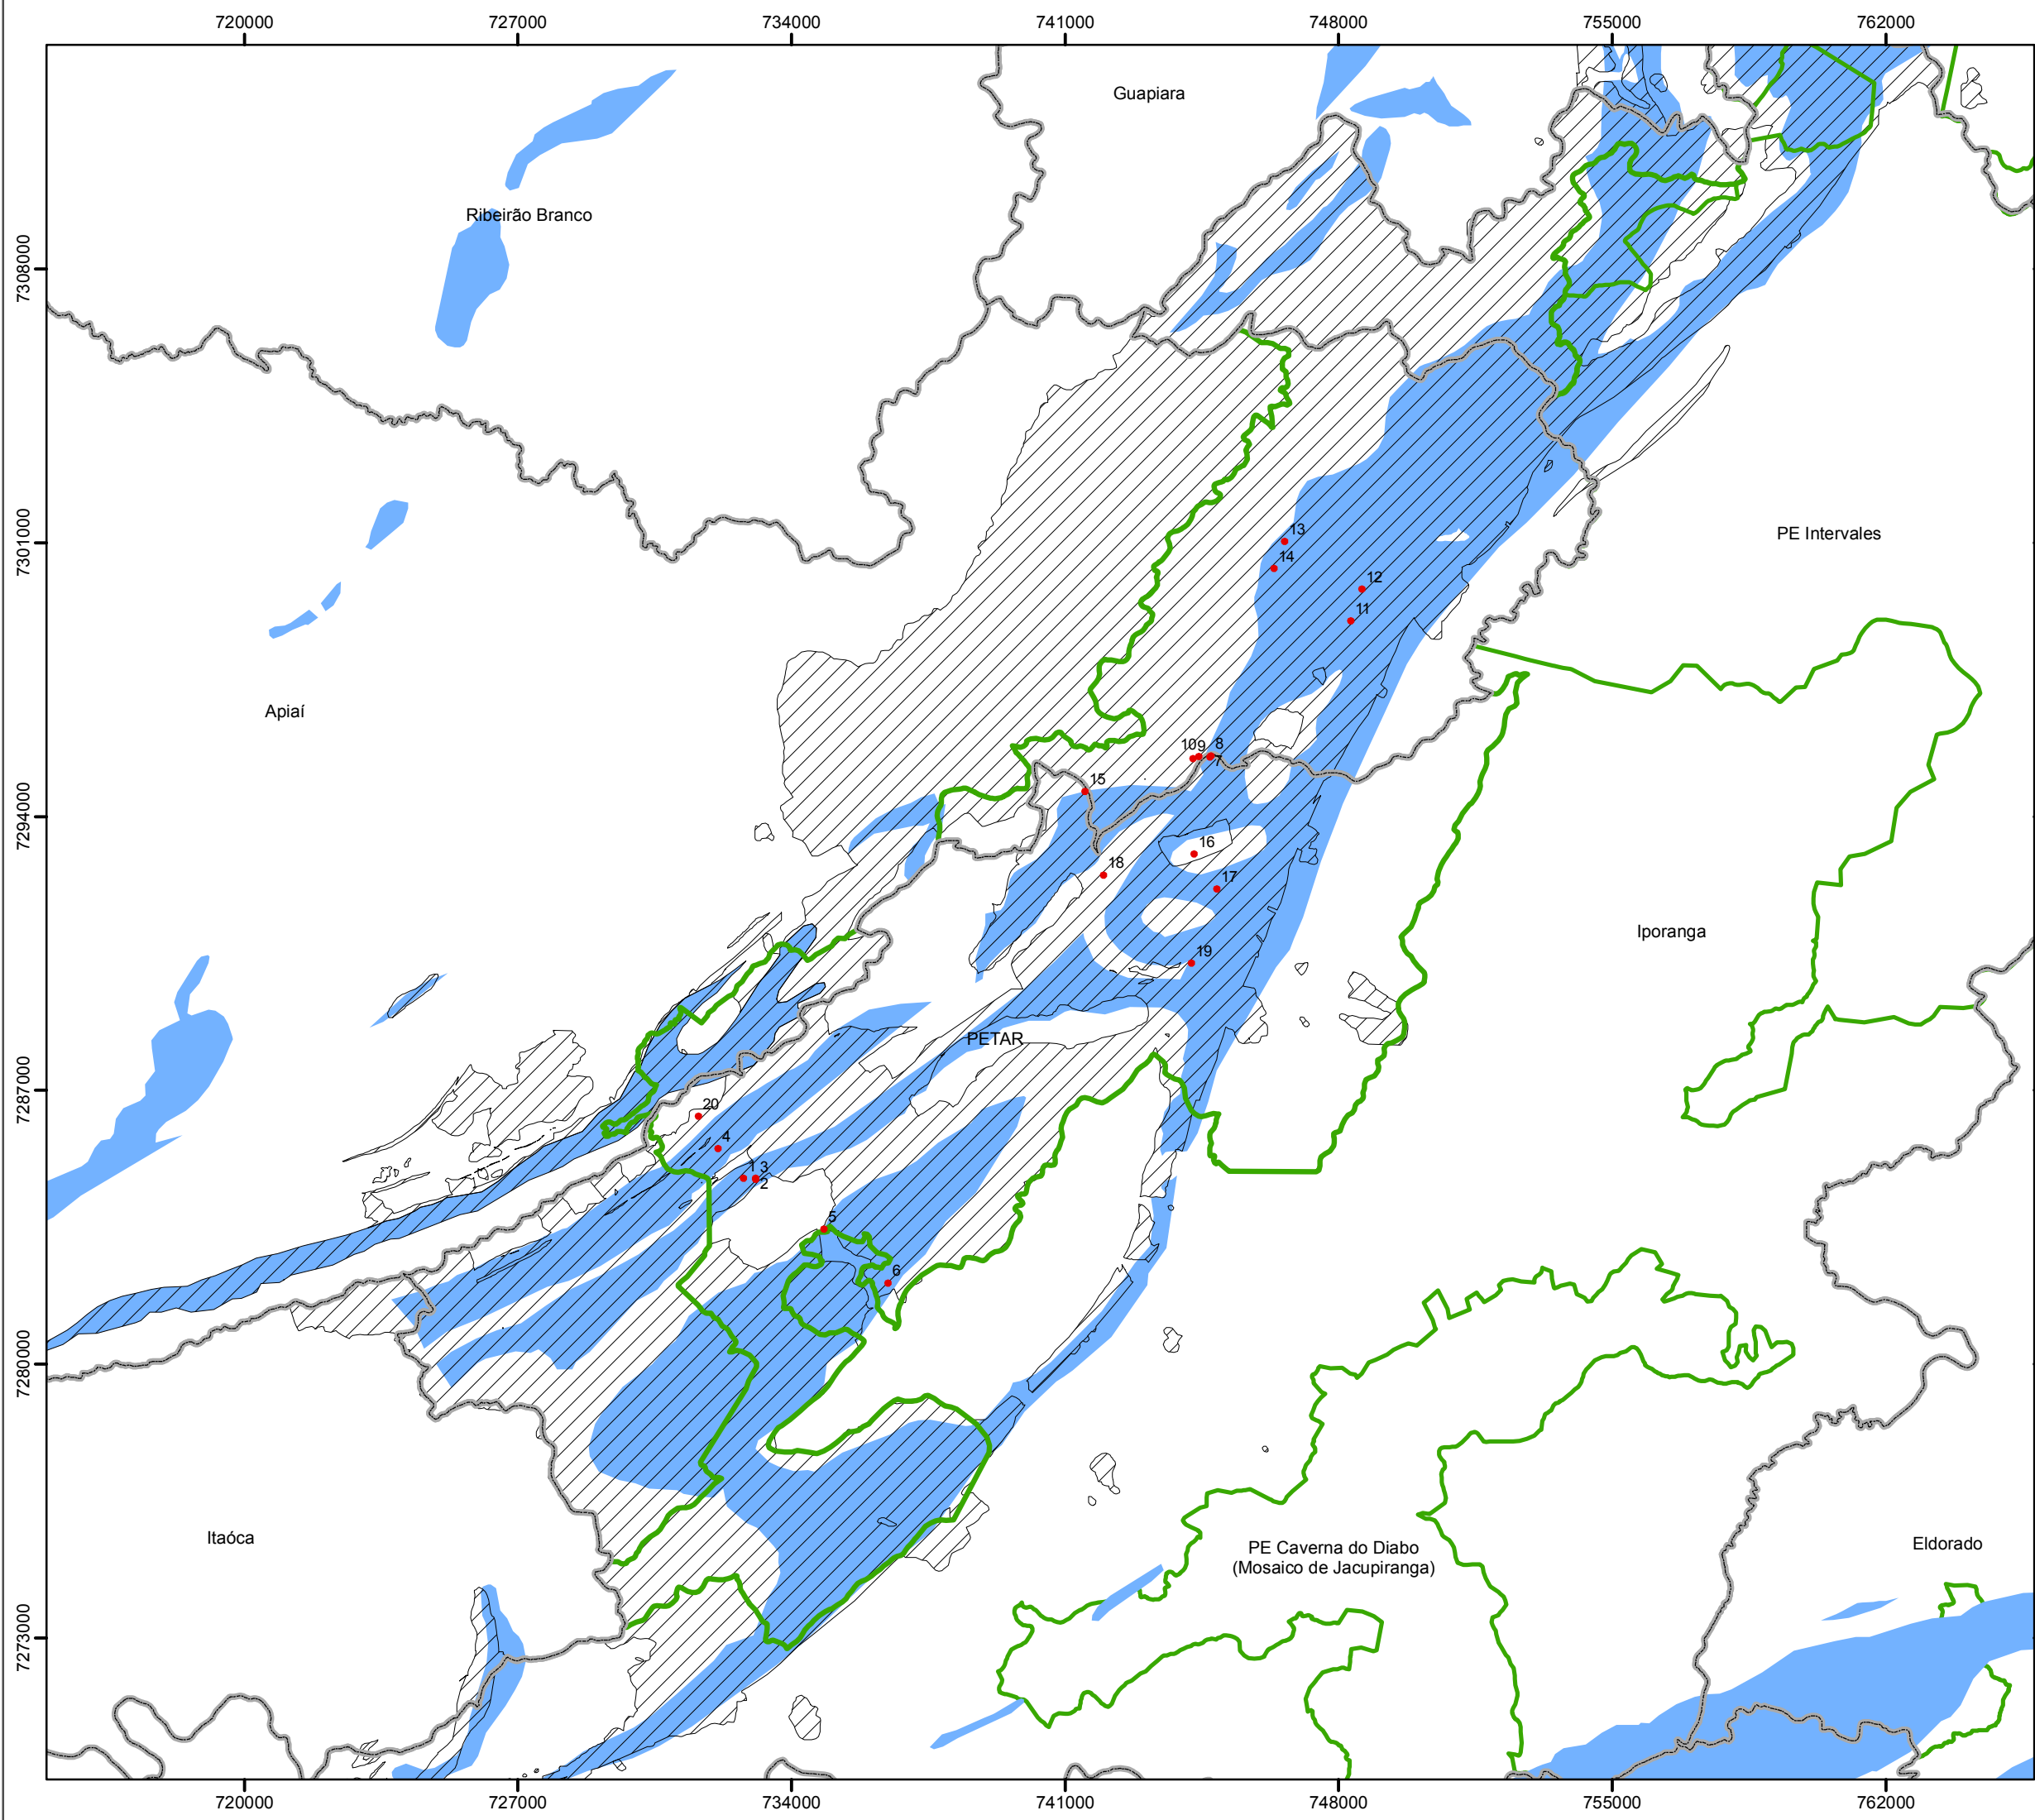 720000 727000 734000 741000 748000 755000 762000
Guapiara
Ribeirão Branco
7308000
7301000
PE Intervales
13
14
12
11
Apiaí
10 9 8
7
15
7294000
16
18
17
Iporanga
19
PETAR
7287000
20
4
1 3
2
5
6
7280000
Itaóca
PE Caverna do Diabo
(Mosaico de Jacupiranga)
Eldorado
7273000
720000 727000 734000 741000 748000 755000 762000